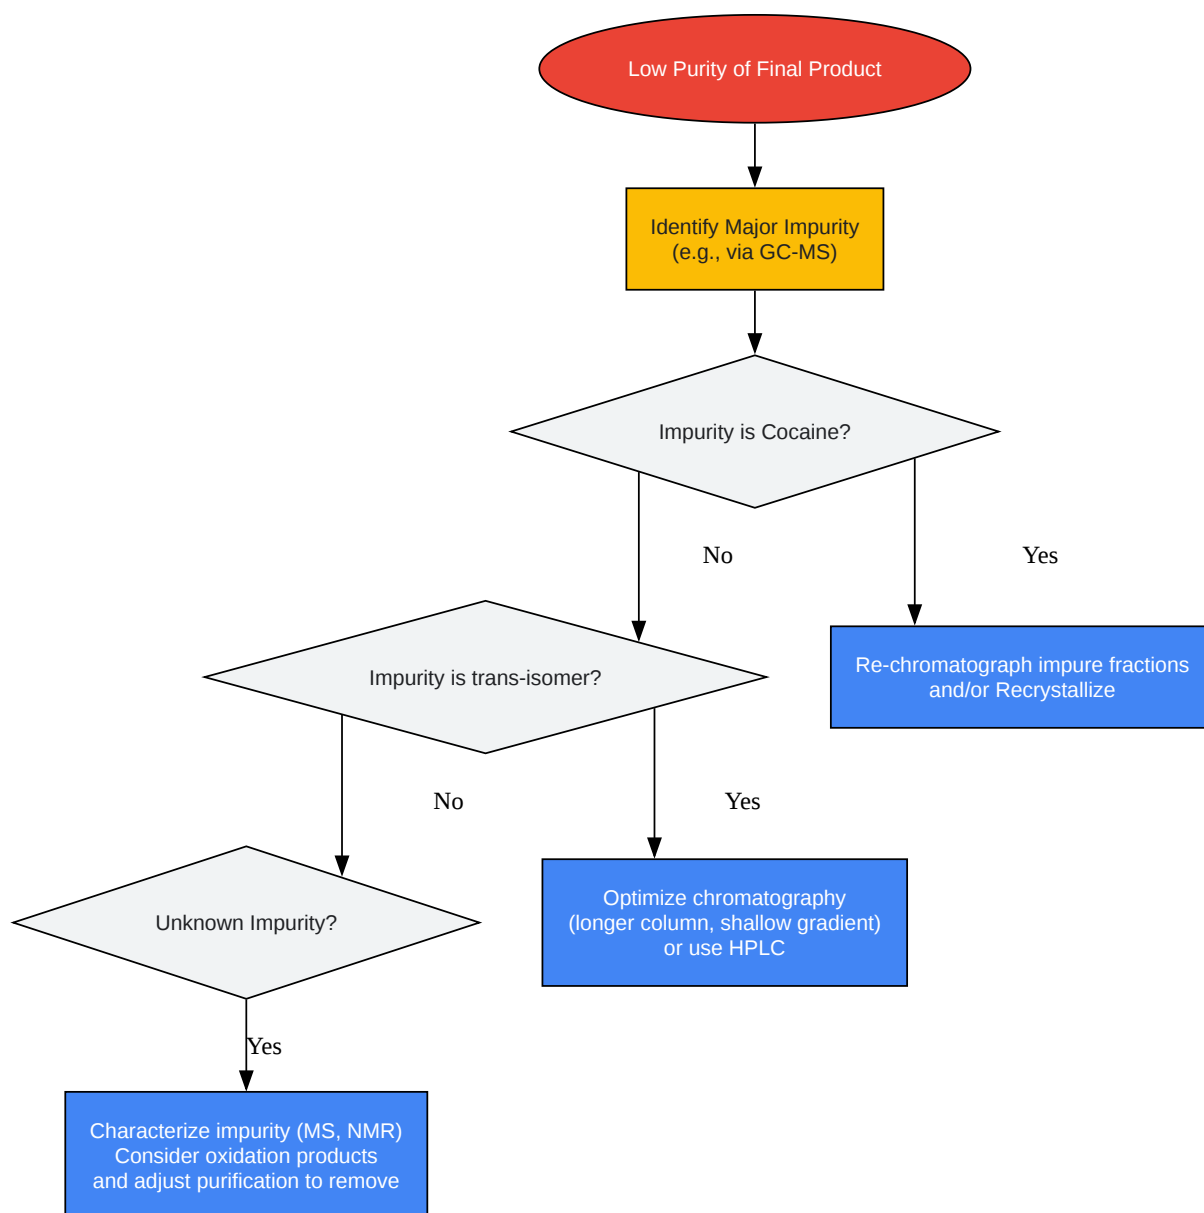 Low Purity of Final Product
Identify Major Impurity
(e.g., via GC-MS)
Impurity is Cocaine?
No
Yes
Impurity is trans-isomer?
Re-chromatograph impure fractions
and/or Recrystallize
No
Yes
Unknown Impurity?
Optimize chromatography
(longer column, shallow gradient)
or use HPLC
Yes
Characterize impurity (MS, NMR)
Consider oxidation products
and adjust purification to remove